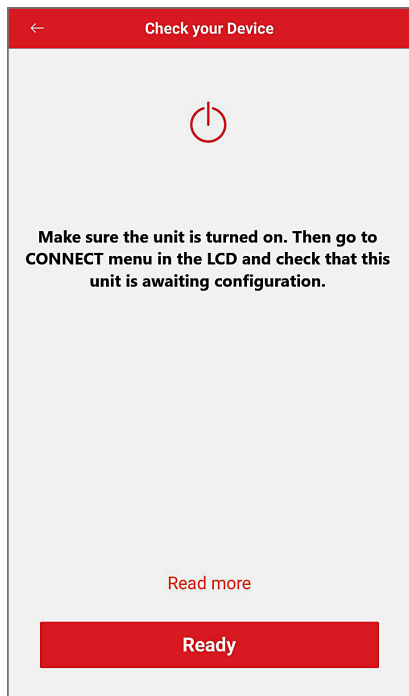 Check your Device
Make sure the unit is turned on. Then go to
CONNECT menu in the LCD and check that this
unit is awaiting configuration.
Read more
Ready